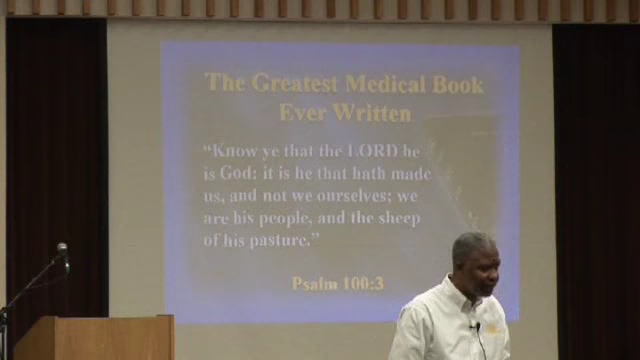 The Greatest Medical Book
Ever Written
“Know ye that the LORD he
is God: it is he that hath made
us, and not we ourselves; we
are his people, and the sheep
of his pasture.”
Psalm 100:3